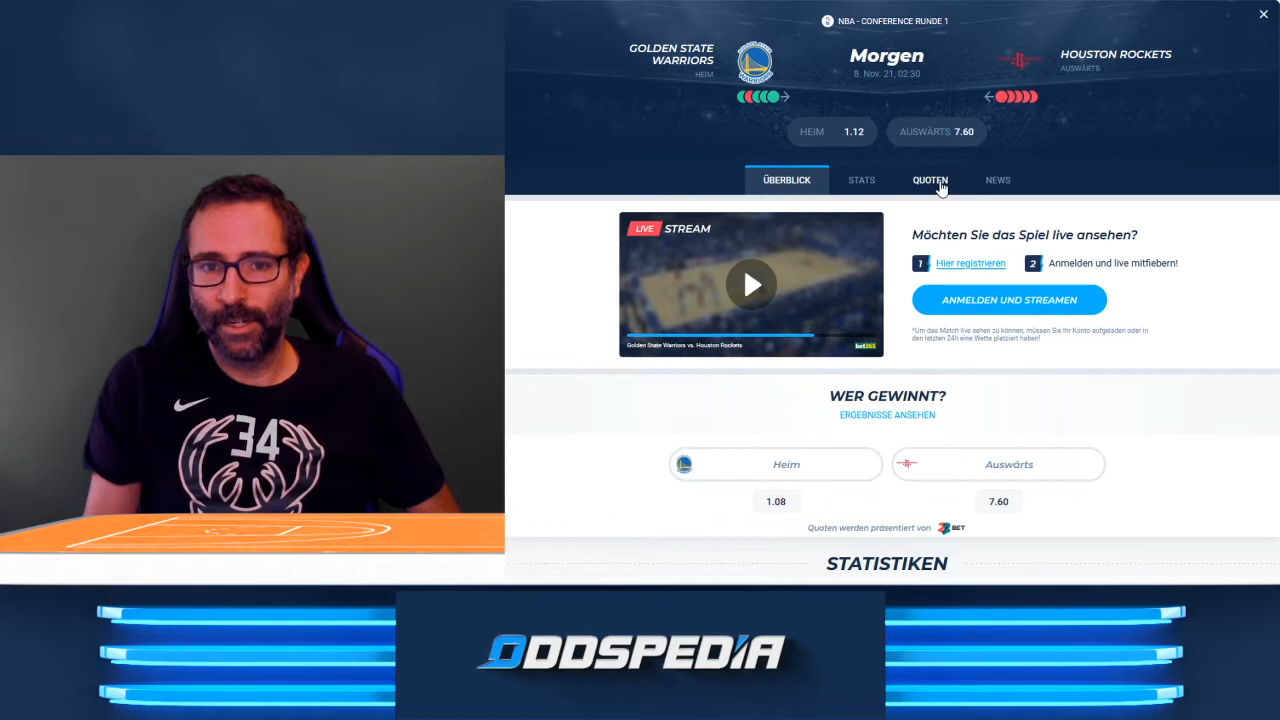 NBA - CONFERENCE RUNDE 1
GOLDEN STATE
WARRIORS
HEIM
Morgen
8. Nov. 21, 02:30
HOUSTON ROCKETS
AUSWÄRTS
HEIM 1.12
AUSWÄRTS 7.60
ÜBERBLICK STATS QUOTEN NEWS
LIVE STREAM
Golden State Warriors vs. Houston Rockets
bet365
Möchten Sie das Spiel live ansehen?
1 Hier registrieren 2 Anmelden und live mitfiebern!
ANMELDEN UND STREAMEN
*Um das Match live sehen zu können, müssen Sie Ihr Konto aufgeladen oder in
den letzten 24h eine Wette platziert haben!
WER GEWINNT?
ERGEBNISSE ANSEHEN
Heim Auswärts
1.08 7.60
Quoten werden präsentiert von 22BET
STATISTIKEN
34
ODDSPEDIA